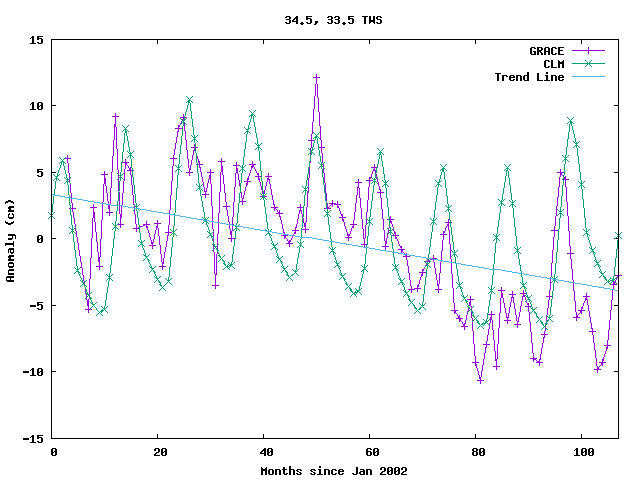 34.5, 33.5 TWS
GRACE
CLM
Trend Line
15
10
5
0
-5
-10
-15
Anomaly (cm)
0 20 40 60 80 100
Months since Jan 2002